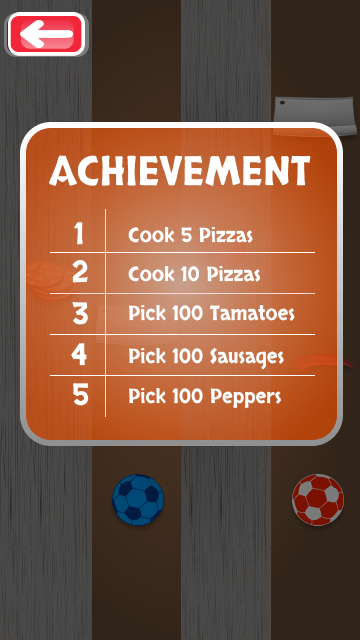 ACHIEVEMENT
1 Cook 5 Pizzas
2 Cook 10 Pizzas
3 Pick 100 Tamatoes
4 Pick 100 Sausages
5 Pick 100 Peppers